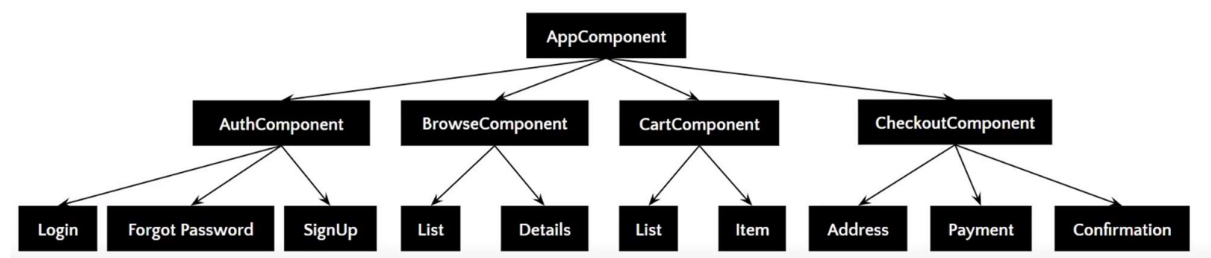 AppComponent
AuthComponent
BrowseComponent
CartComponent
CheckoutComponent
Login
Forgot Password
SignUp
List
Details
List
Item
Address
Payment
Confirmation